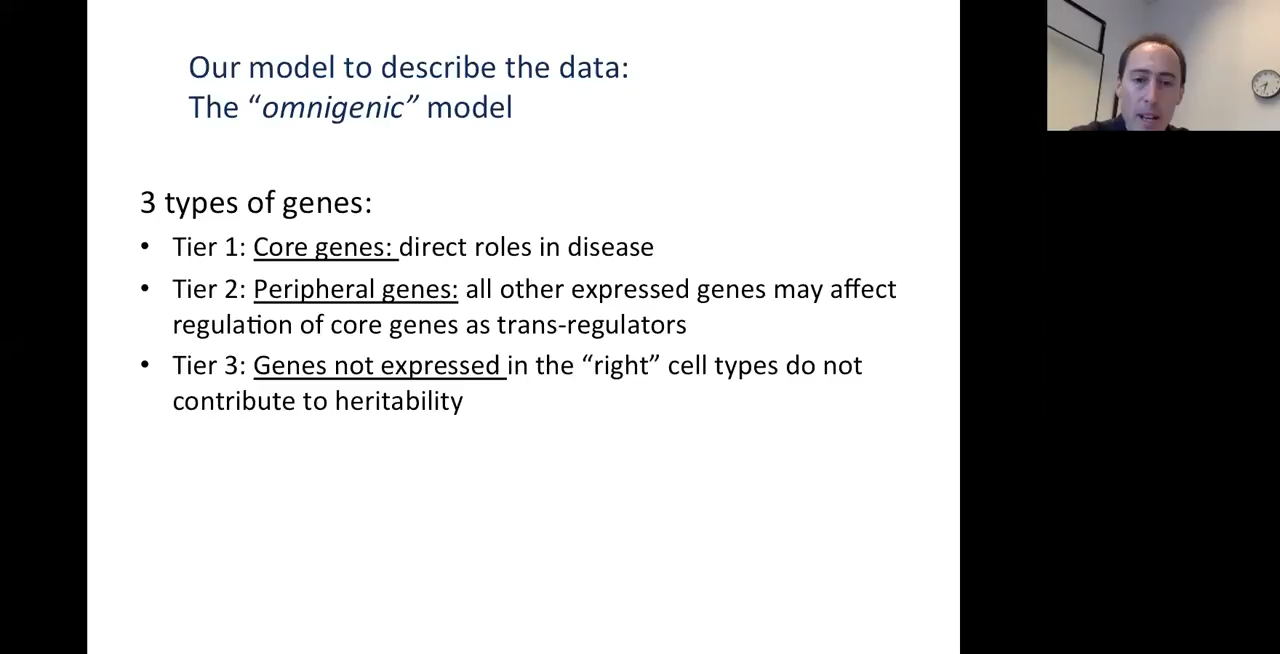 Our model to describe the data:
The “omnigenic” model
3 types of genes:
• Tier 1: Core genes: direct roles in disease
• Tier 2: Peripheral genes: all other expressed genes may affect
regulation of core genes as trans-regulators
• Tier 3: Genes not expressed in the “right” cell types do not
contribute to heritability